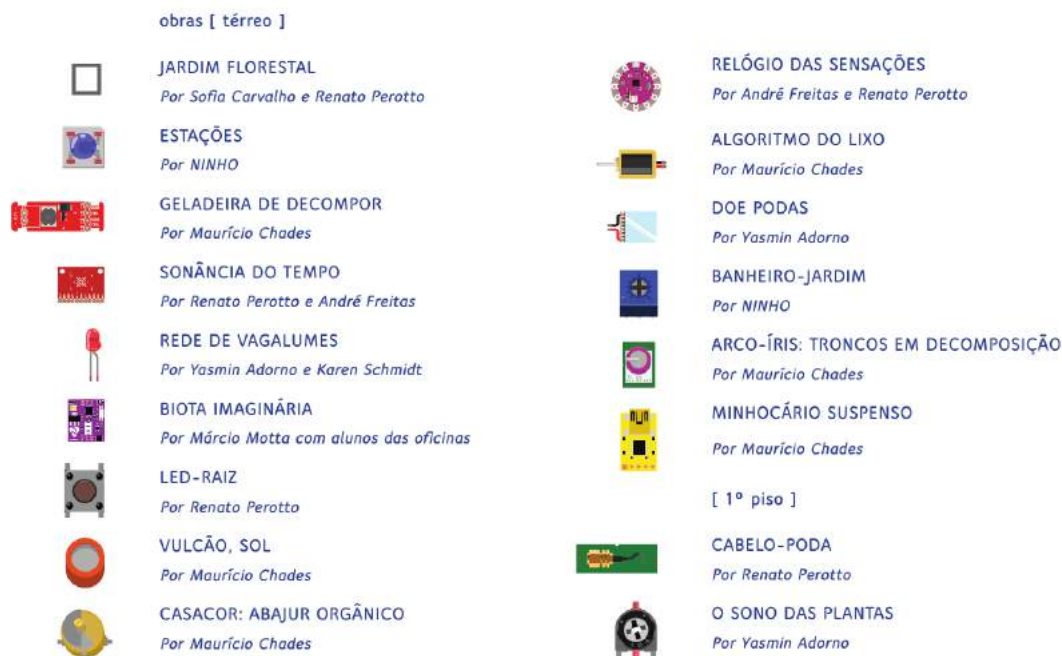 obras [ térreo ]
JARDIM FLORESTAL
Por Sofia Carvalho e Renato Perotto
ESTAÇÕES
Por NINHO
GELADEIRA DE DECOMPOR
Por Maurício Chades
SONÂNCIA DO TEMPO
Por Renato Perotto e André Freitas
REDE DE VAGALUMES
Por Yasmin Adorno e Karen Schmidt
BIOTA IMAGINÁRIA
Por Márcio Motta com alunos das oficinas
LED-RAIZ
Por Renato Perotto
VULCÃO, SOL
Por Maurício Chades
CASACOR: ABAJUR ORGÂNICO
Por Maurício Chades
RELÓGIO DAS SENSAÇÕES
Por André Freitas e Renato Perotto
ALGORITMO DO LIXO
Por Maurício Chades
DOE PODAS
Por Yasmin Adorno
BANHEIRO-JARDIM
Por NINHO
ARCO-ÍRIS: TRONCOS EM DECOMPOSIÇÃO
Por Maurício Chades
MINHOCÁRIO SUSPENSO
Por Maurício Chades
[ 1º piso ]
CABELO-PODA
Por Renato Perotto
O SONO DAS PLANTAS
Por Yasmin Adorno